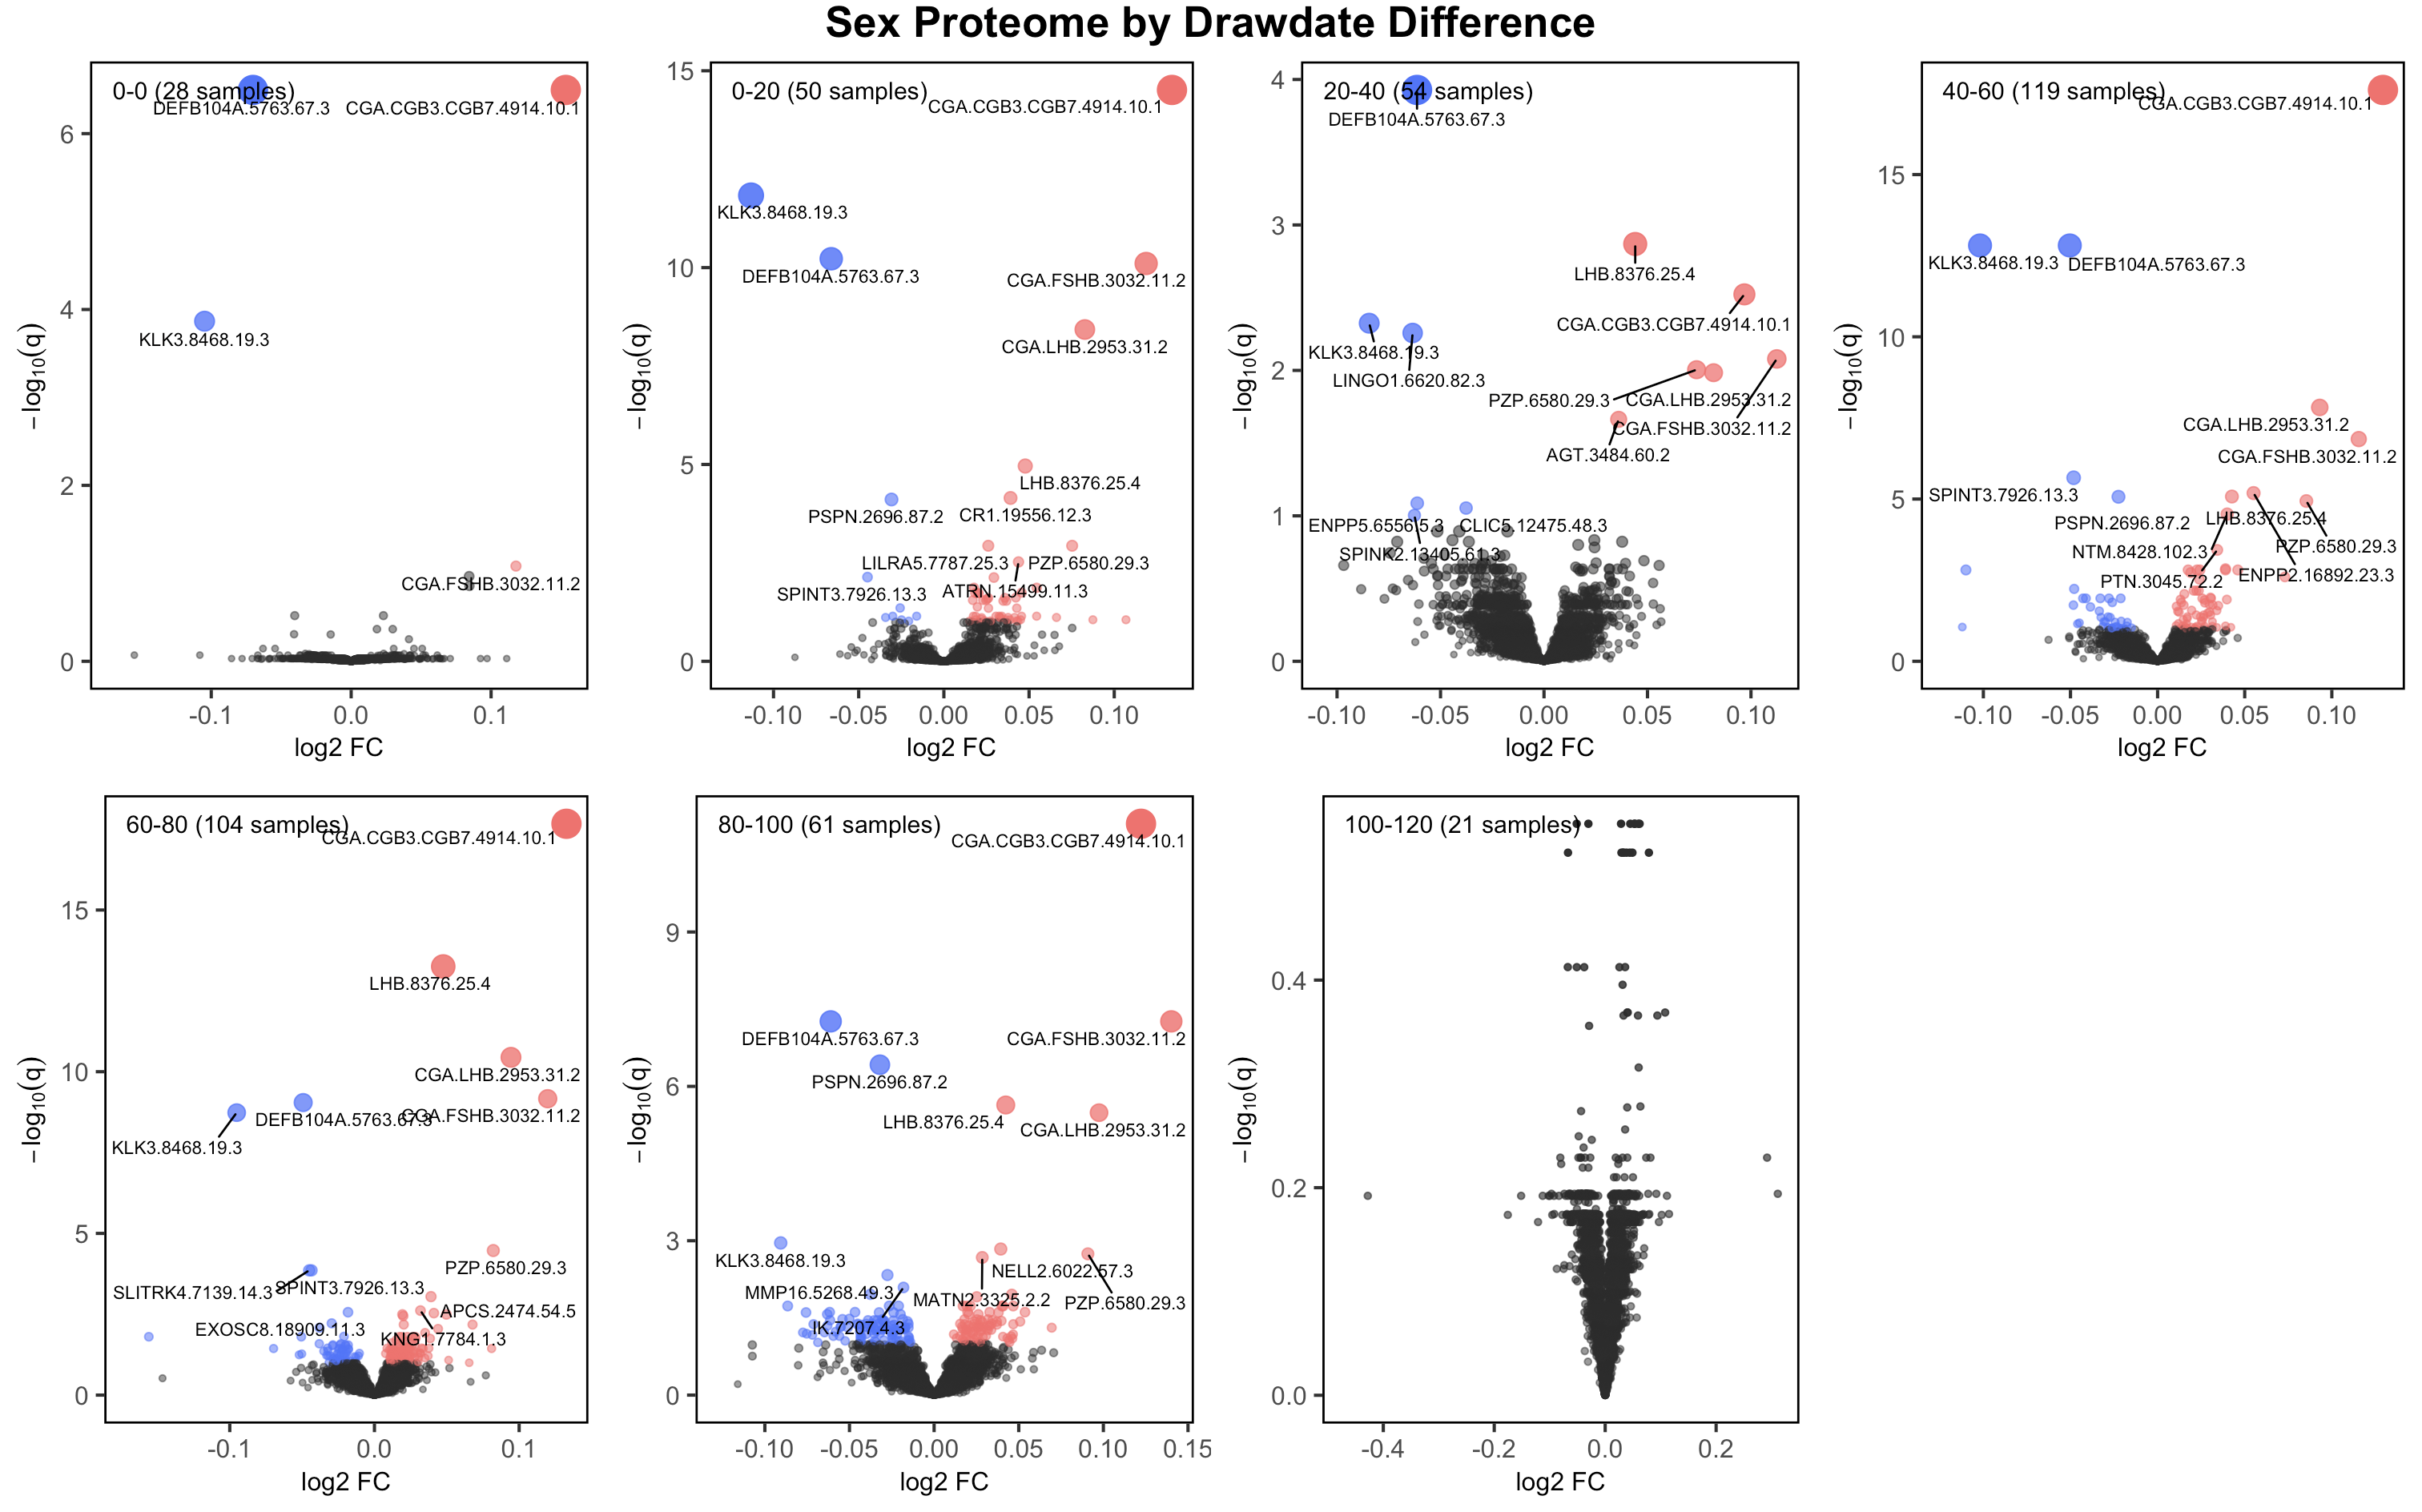 Sex Proteome by Drawdate Difference
0-0 (28 samples)
DEFB104A.5763.67.3
CGA.CGB3.CGB7.4914.10.1
KLK3.8468.19.3
CGA.FSHB.3032.11.2
6
4
2
0
-0.1
0.0
0.1
−log10(q)
log2 FC
0-20 (50 samples)
CGA.CGB3.CGB7.4914.10.1
KLK3.8468.19.3
DEFB104A.5763.67.3
CGA.FSHB.3032.11.2
CGA.LHB.2953.31.2
LHB.8376.25.4
PSPN.2696.87.2
CR1.19556.12.3
LILRA5.7787.25.3
PZP.6580.29.3
SPINT3.7926.13.3
ATRN.15499.11.3
15
10
5
0
-0.10
-0.05
0.00
0.05
0.10
−log10(q)
log2 FC
20-40 (54 samples)
DEFB104A.5763.67.3
LHB.8376.25.4
CGA.CGB3.CGB7.4914.10.1
KLK3.8468.19.3
LINGO1.6620.82.3
PZP.6580.29.3
CGA.LHB.2953.31.2
CGA.FSHB.3032.11.2
AGT.3484.60.2
ENPP5.6556.5.3
CLIC5.12475.48.3
SPINK2.13405.61.3
4
3
2
1
0
-0.10
-0.05
0.00
0.05
0.10
−log10(q)
log2 FC
40-60 (119 samples)
CGA.CGB3.CGB7.4914.10.1
KLK3.8468.19.3
DEFB104A.5763.67.3
CGA.LHB.2953.31.2
CGA.FSHB.3032.11.2
SPINT3.7926.13.3
PSPN.2696.87.2
LHB.8376.25.4
NTM.8428.102.3
PZP.6580.29.3
PTN.3045.72.2
ENPP2.16892.23.3
15
10
5
0
-0.10
-0.05
0.00
0.05
0.10
−log10(q)
log2 FC
60-80 (104 samples)
CGA.CGB3.CGB7.4914.10.1
LHB.8376.25.4
CGA.LHB.2953.31.2
DEFB104A.5763.67.3
CGA.FSHB.3032.11.2
KLK3.8468.19.3
PZP.6580.29.3
SLITRK4.7139.14.3
SPINT3.7926.13.3
APCS.2474.54.5
EXOSC8.18909.11.3
KNG1.7784.1.3
15
10
5
0
-0.1
0.0
0.1
−log10(q)
log2 FC
80-100 (61 samples)
CGA.CGB3.CGB7.4914.10.1
DEFB104A.5763.67.3
CGA.FSHB.3032.11.2
PSPN.2696.87.2
LHB.8376.25.4
CGA.LHB.2953.31.2
KLK3.8468.19.3
NELL2.6022.57.3
MMP16.5268.49.3
MATN2.3325.2.2
PZP.6580.29.3
IK.7207.4.3
9
6
3
0
-0.10
-0.05
0.00
0.05
0.10
0.15
−log10(q)
log2 FC
100-120 (21 samples)
0.4
0.2
0.0
-0.4
-0.2
0.0
0.2
−log10(q)
log2 FC